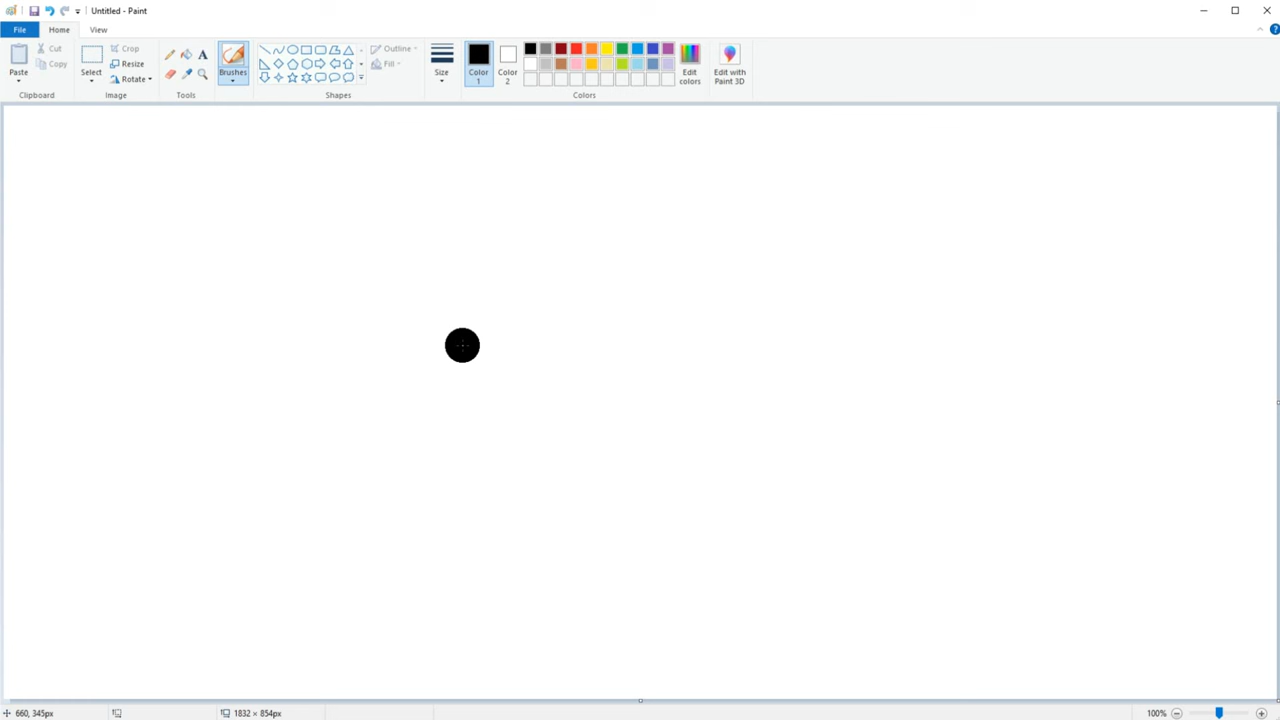 Untitled - Paint
File Home View
Paste
Cut
Copy
Clipboard
Select
Crop
Resize
Rotate
Image
A
Tools
Brushes
Outline
Fill
Shapes
Size
Color 1
Color 2
Edit colors
Colors
Edit with Paint 3D
660, 345px
1832 × 854px
100%